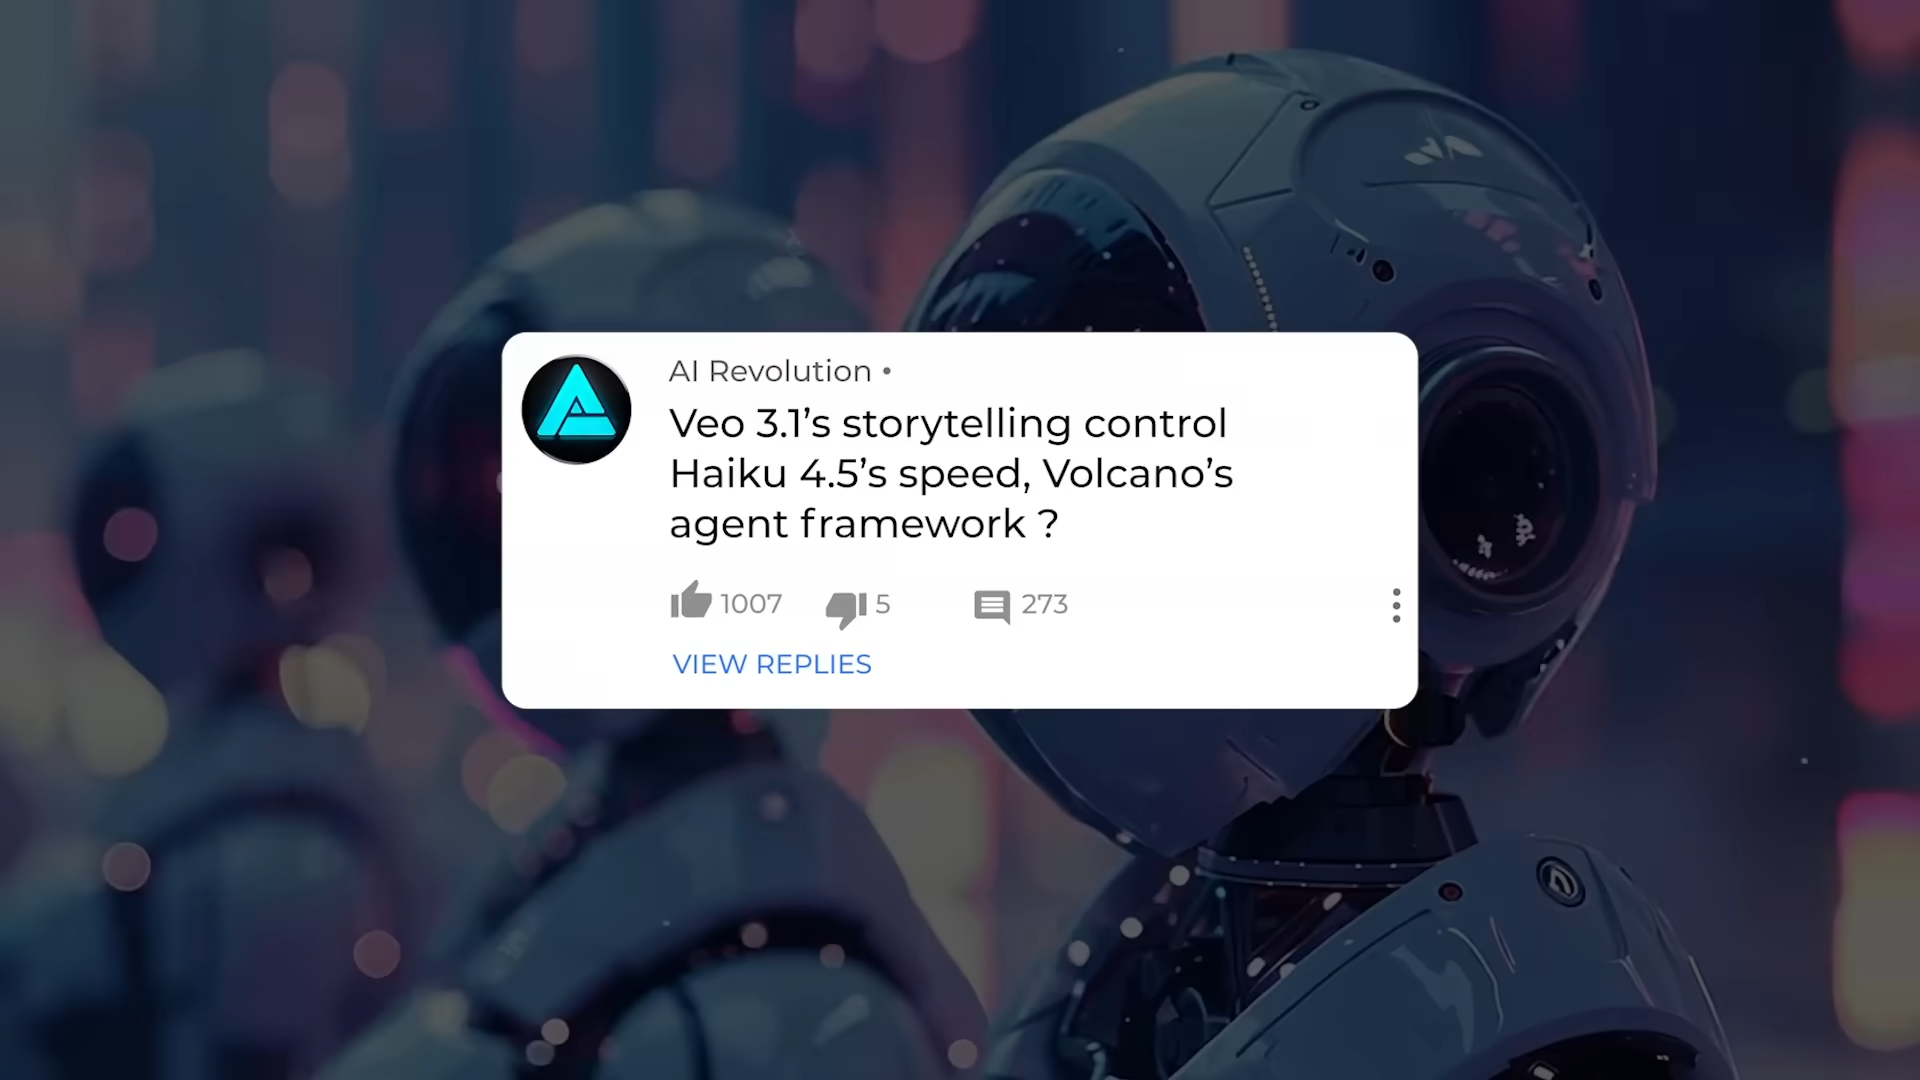 AI Revolution •
Veo 3.1’s storytelling control
Haiku 4.5’s speed, Volcano’s
agent framework ?
1007 5 273
VIEW REPLIES